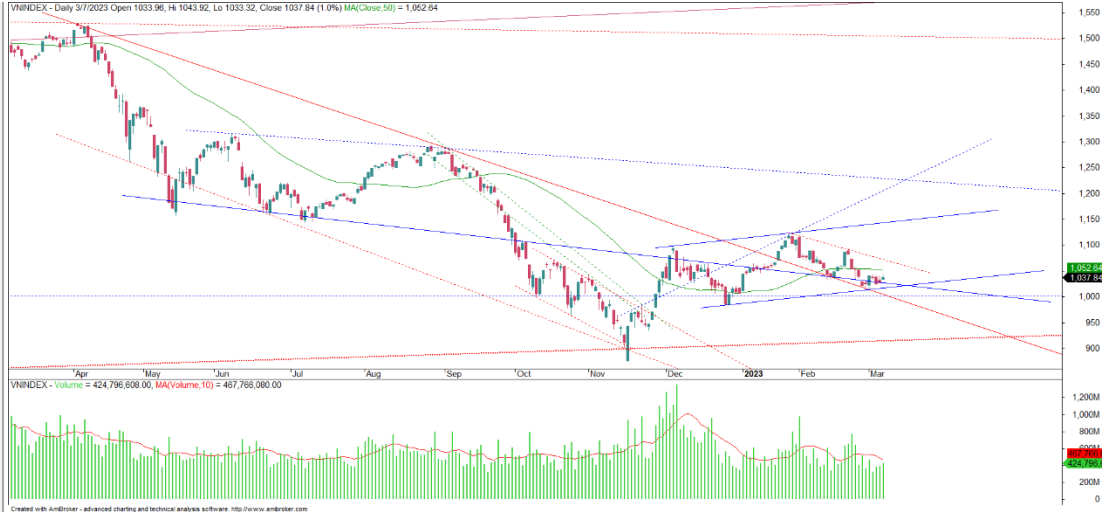 VNINDEX - Daily 3/7/2023 Open 1033.96, Hi 1043.92, Lo 1033.32, Close 1037.84 (1.0%) MA(Close,50) = 1,052.64
1,550
1,500
1,450
1,400
1,350
1,300
1,250
1,200
1,150
1,100
1,052.64
1,037.84
1,000
950
900
Apr May Jun Jul Aug Sep Oct Nov Dec 2023 Feb Mar
VNINDEX - Volume = 424,796,608.00, MA(Volume,10) = 467,766,080.00
1,200M
1,000M
800M
467,766,
424,796,6
200M
0
Created with AmiBroker - advanced charting and technical analysis software. http://www.amibroker.com